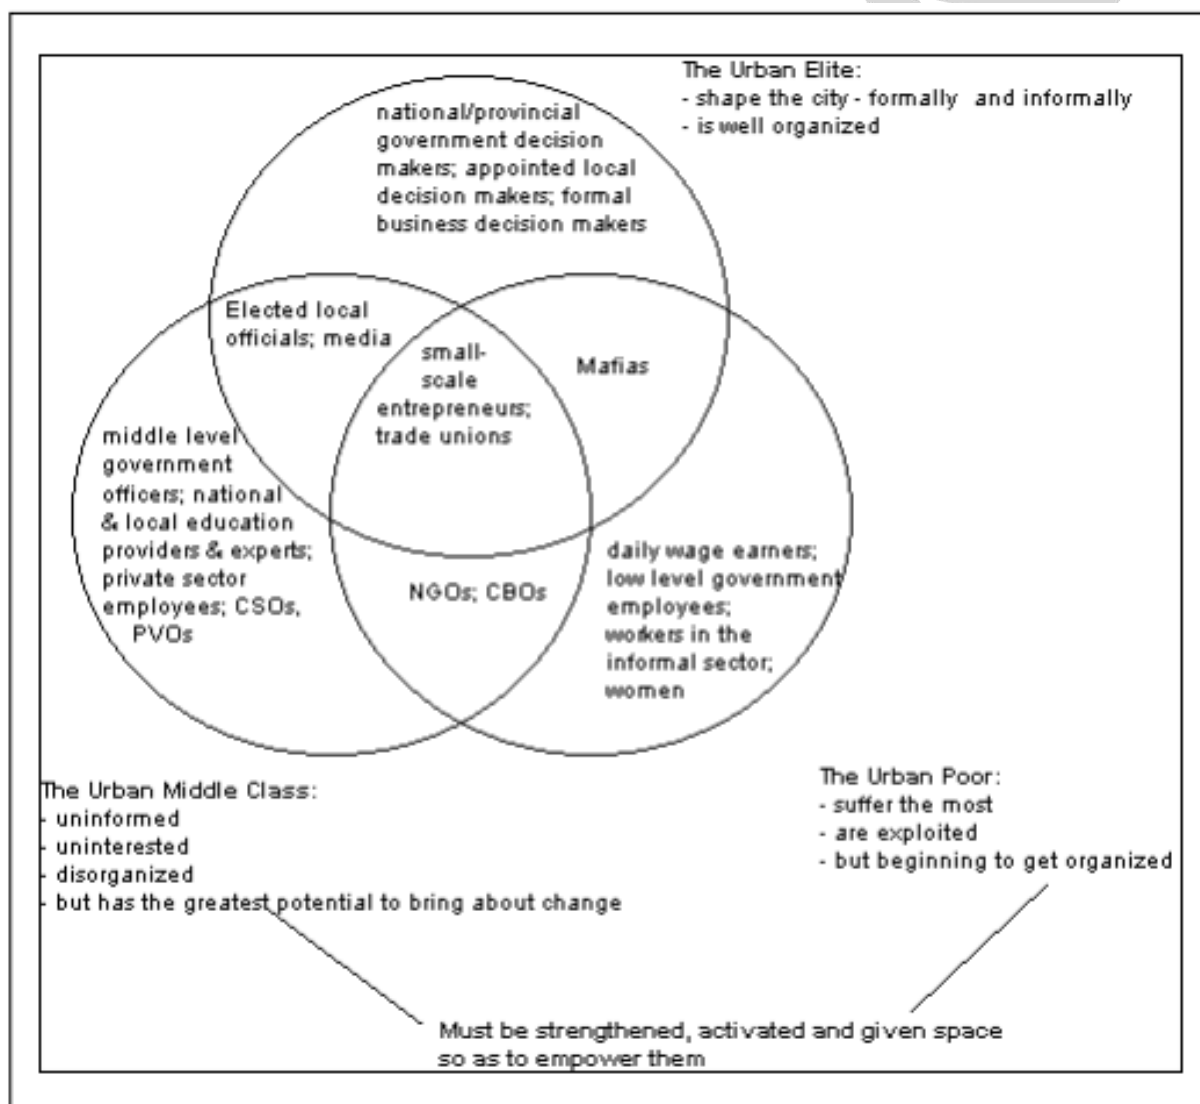 The Urban Elite:
- shape the city - formally and informally
- is well organized
national/provincial
government decision
makers; appointed local
decision makers; formal
business decision makers
Elected local
officials; media
small-
scale
entrepreneurs;
trade unions
Mafias
middle level
government
officers; national
& local education
providers & experts;
private sector
employees; CSOs,
PVOs
NGOs; CBOs
daily wage earners;
low level government
employees;
workers in the
informal sector;
women
The Urban Middle Class:
- uninformed
- uninterested
- disorganized
- but has the greatest potential to bring about change
The Urban Poor:
- suffer the most
- are exploited
- but beginning to get organized
Must be strengthened, activated and given space
so as to empower them